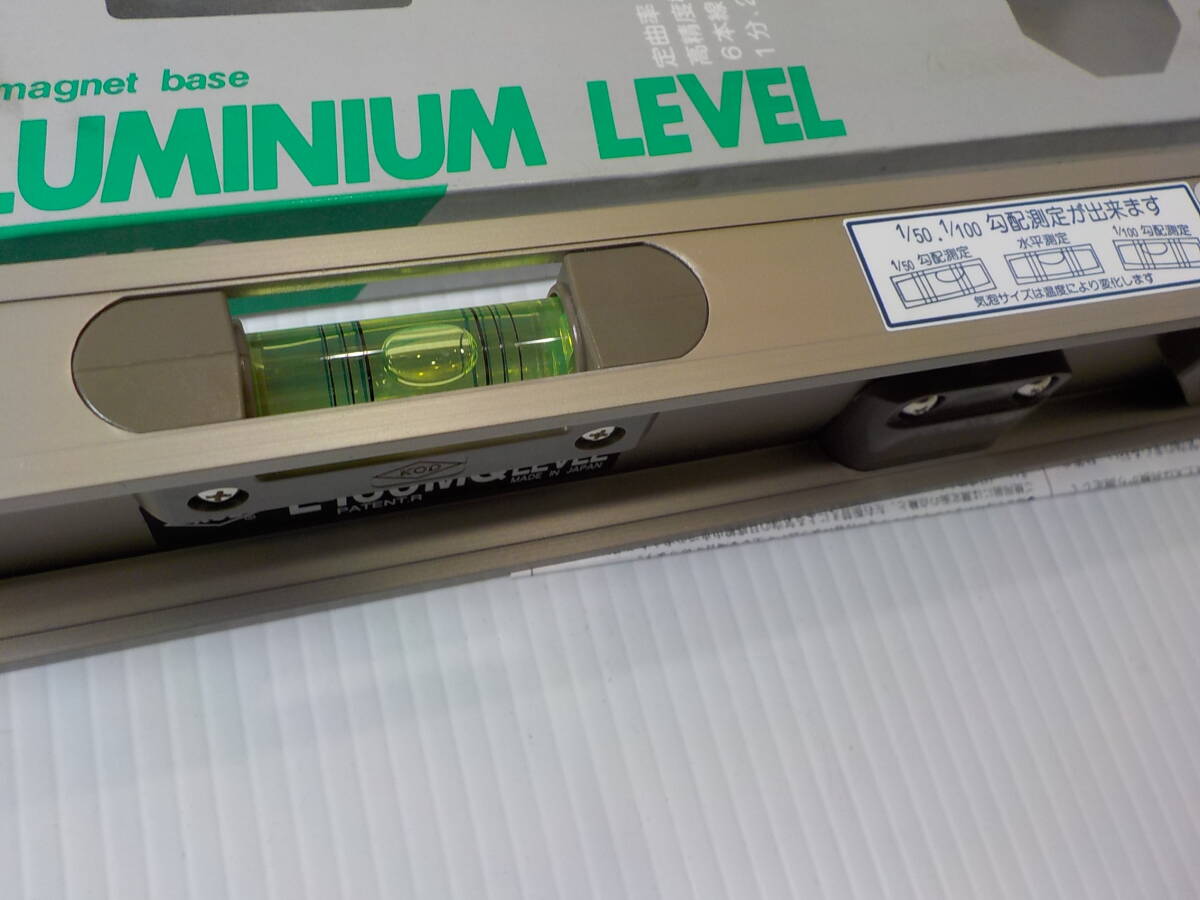 magnet base
LUMINIUM LEVEL
定曲率
高精度
6本線
1分.2
1/50.1/100 勾配測定が出来ます
1/50 勾配測定
水平測定
1/100 勾配測定
気泡サイズは温度により変化します
KOD
LEVEL
PATENT.R
MADE IN JAPAN